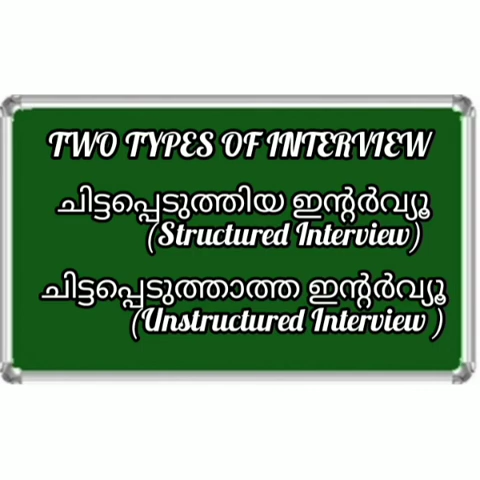 TWO TYPES OF INTERVIEW
ചിട്ടപ്പെടുത്തിയ ഇന്റർവ്യൂ
(Structured Interview)
ചിട്ടപ്പെടുത്താത്ത ഇന്റർവ്യൂ
(Unstructured Interview )